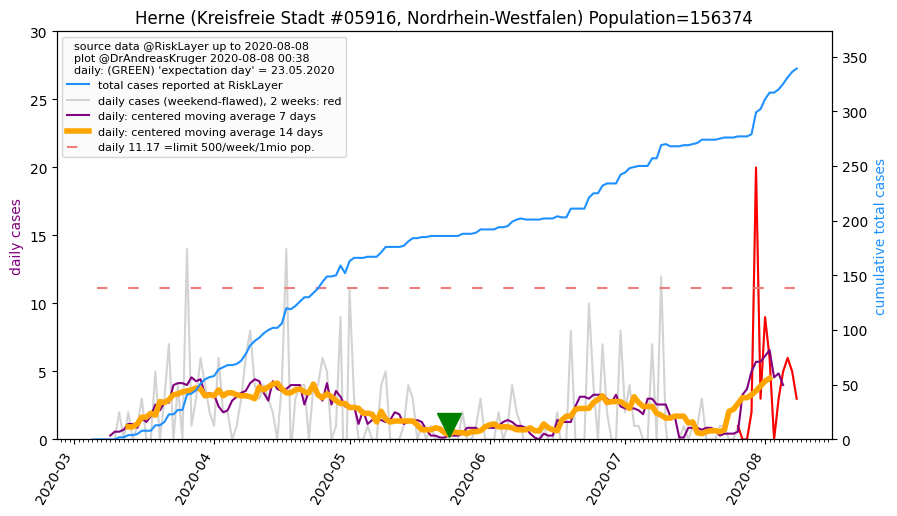 Herne (Kreisfreie Stadt #05916, Nordrhein-Westfalen) Population=156374
source data @RiskLayer up to 2020-08-08
plot @DrAndreasKruger 2020-08-08 00:38
daily: (GREEN) 'expectation day' = 23.05.2020
total cases reported at RiskLayer
daily cases (weekend-flawed), 2 weeks: red
daily: centered moving average 7 days
daily: centered moving average 14 days
daily 11.17 =limit 500/week/1mio pop.
daily cases
30
25
20
15
10
5
0
cumulative total cases
350
300
250
200
150
100
50
0
2020-03
2020-04
2020-05
2020-06
2020-07
2020-08